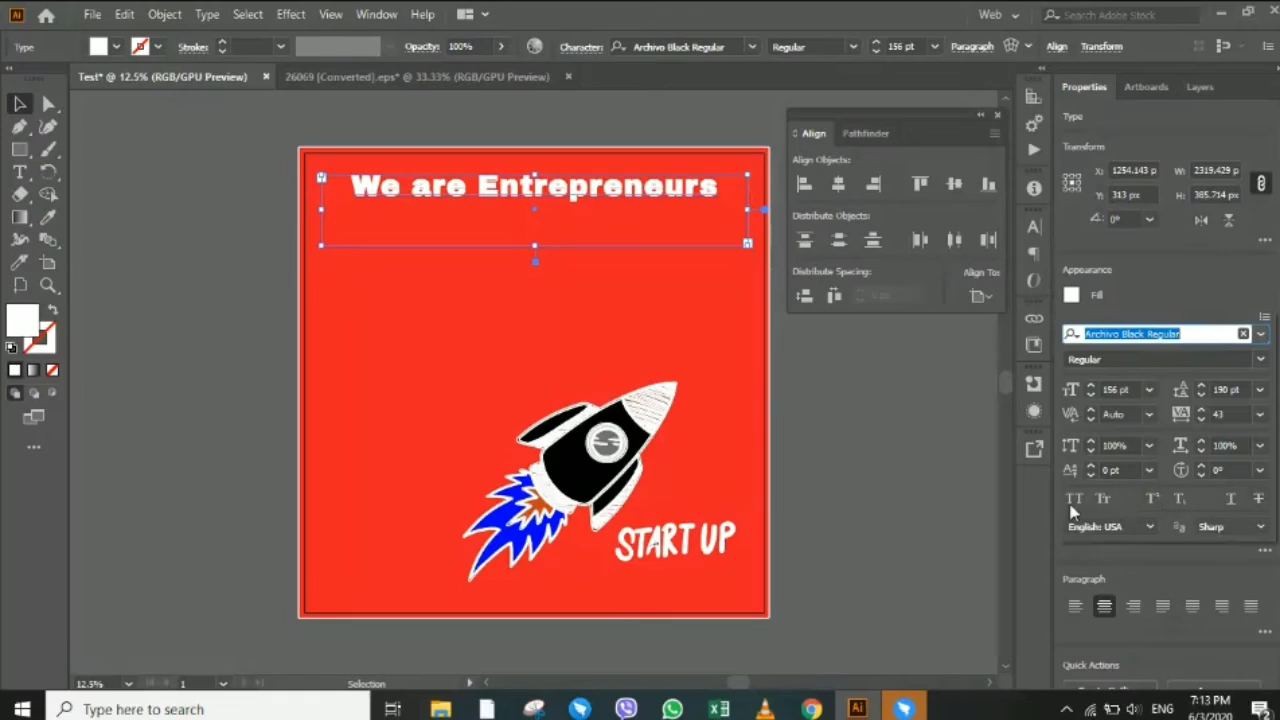 File Edit Object Type Select Effect View Window Help Web Search Adobe Stock
Type Stroke: Opacity: 100% Character: Archivo Black Regular Regular 156 pt Paragraph Align Transform
Test* @ 12.5% (RGB/GPU Preview) × 26069 [Converted].eps* @ 33.33% (RGB/GPU Preview) ×
Properties Artboards Layers
Type
Transform
X: 1254.143 p W: 2319.429 p
Y: 313 px H: 385.714 px
0°
Appearance
Fill
Archivo Black Regular
Regular
156 pt 190 pt
Auto 43
100% 100%
0 pt 0°
English: USA Sharp
Paragraph
Quick Actions
Align Pathfinder
Align Objects:
Distribute Objects:
Distribute Spacing: Align To:
We are Entrepreneurs
START UP
12.5% 1 Selection
Type here to search
ENG 7:13 PM
6/3/2020